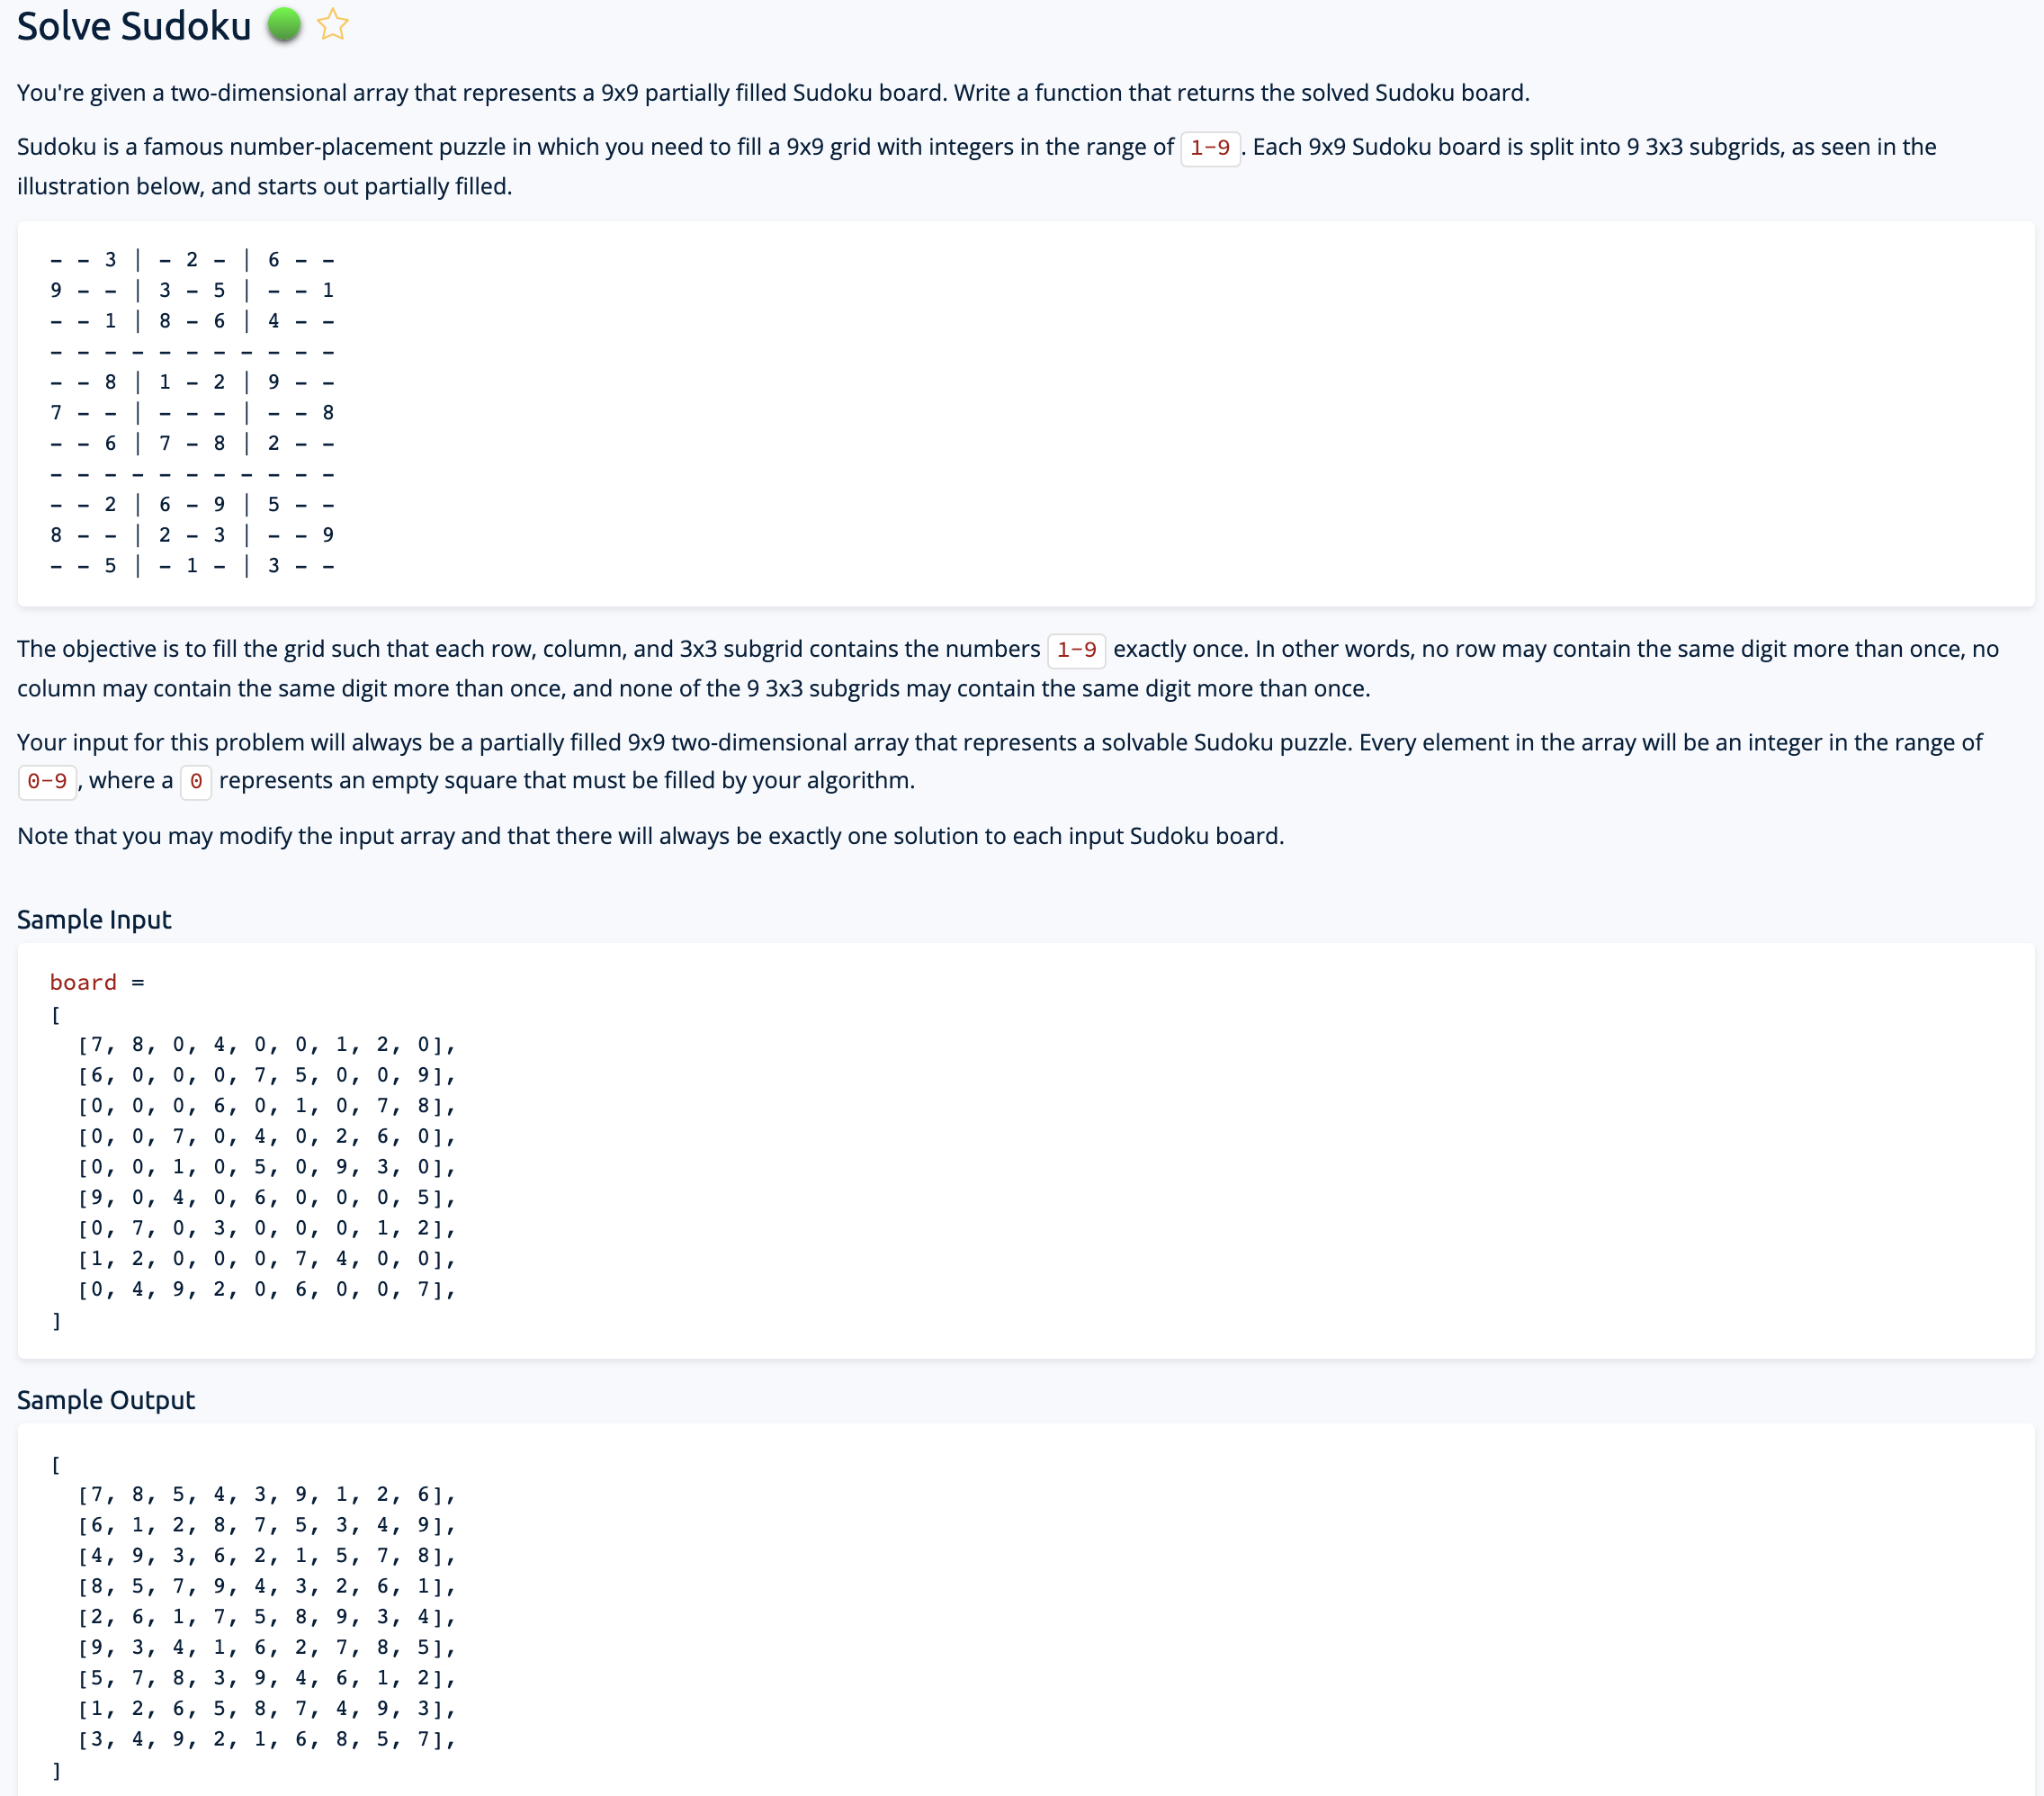 Solve Sudoku
You're given a two-dimensional array that represents a 9x9 partially filled Sudoku board. Write a function that returns the solved Sudoku board.
Sudoku is a famous number-placement puzzle in which you need to fill a 9x9 grid with integers in the range of 1-9. Each 9x9 Sudoku board is split into 9 3x3 subgrids, as seen in the
illustration below, and starts out partially filled.
- - 3 | - 2 - | 6 - -
9 - - | 3 - 5 | - - 1
- - 1 | 8 - 6 | 4 - -
- - - - - - - - - - -
- - 8 | 1 - 2 | 9 - -
7 - - | - - - | - - 8
- - 6 | 7 - 8 | 2 - -
- - - - - - - - - - -
- - 2 | 6 - 9 | 5 - -
8 - - | 2 - 3 | - - 9
- - 5 | - 1 - | 3 - -
The objective is to fill the grid such that each row, column, and 3x3 subgrid contains the numbers 1-9 exactly once. In other words, no row may contain the same digit more than once, no
column may contain the same digit more than once, and none of the 9 3x3 subgrids may contain the same digit more than once.
Your input for this problem will always be a partially filled 9x9 two-dimensional array that represents a solvable Sudoku puzzle. Every element in the array will be an integer in the range of
0-9, where a 0 represents an empty square that must be filled by your algorithm.
Note that you may modify the input array and that there will always be exactly one solution to each input Sudoku board.
Sample Input
board =
[
[7, 8, 0, 4, 0, 0, 1, 2, 0],
[6, 0, 0, 0, 7, 5, 0, 0, 9],
[0, 0, 0, 6, 0, 1, 0, 7, 8],
[0, 0, 7, 0, 4, 0, 2, 6, 0],
[0, 0, 1, 0, 5, 0, 9, 3, 0],
[9, 0, 4, 0, 6, 0, 0, 0, 5],
[0, 7, 0, 3, 0, 0, 0, 1, 2],
[1, 2, 0, 0, 0, 7, 4, 0, 0],
[0, 4, 9, 2, 0, 6, 0, 0, 7],
]
Sample Output
[
[7, 8, 5, 4, 3, 9, 1, 2, 6],
[6, 1, 2, 8, 7, 5, 3, 4, 9],
[4, 9, 3, 6, 2, 1, 5, 7, 8],
[8, 5, 7, 9, 4, 3, 2, 6, 1],
[2, 6, 1, 7, 5, 8, 9, 3, 4],
[9, 3, 4, 1, 6, 2, 7, 8, 5],
[5, 7, 8, 3, 9, 4, 6, 1, 2],
[1, 2, 6, 5, 8, 7, 4, 9, 3],
[3, 4, 9, 2, 1, 6, 8, 5, 7],
]